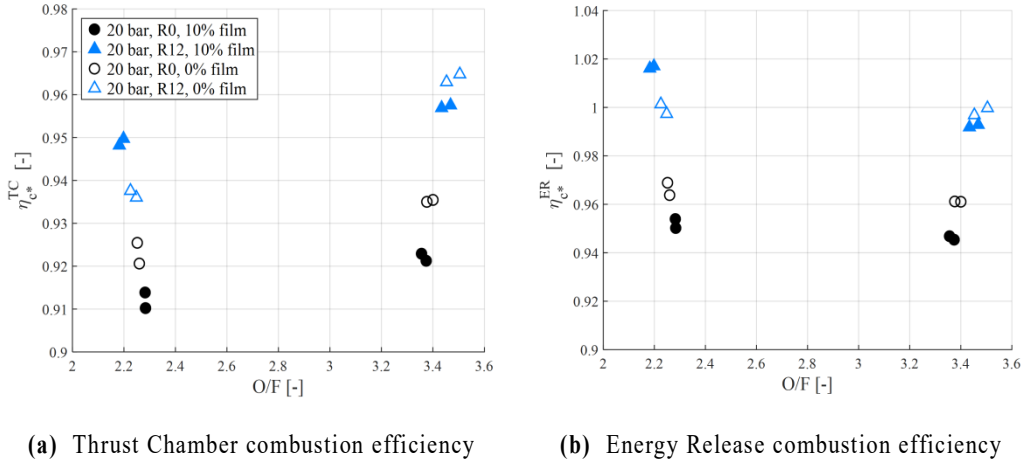 0.98
0.97
0.96
0.95
0.94
0.93
0.92
0.91
0.9
20 bar, R0, 10% film
20 bar, R12, 10% film
20 bar, R0, 0% film
20 bar, R12, 0% film
η_c*^TC [-]
2 2.2 2.4 2.6 2.8 3 3.2 3.4 3.6
O/F [-]
(a) Thrust Chamber combustion efficiency
1.04
1.02
1
0.98
0.96
0.94
0.92
0.9
η_c*^ER [-]
2 2.2 2.4 2.6 2.8 3 3.2 3.4 3.6
O/F [-]
(b) Energy Release combustion efficiency